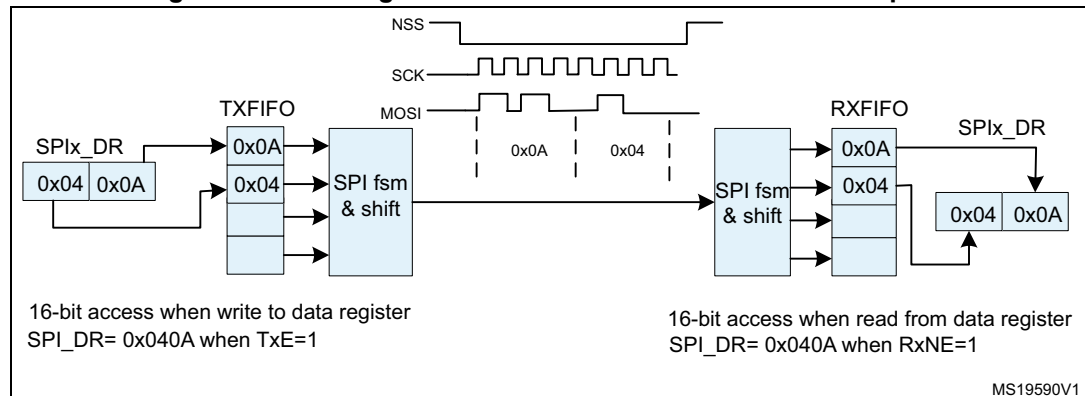 NSS
SCK
MOSI
TXFIFO
RXFIFO
SPIx_DR
SPIx_DR
0x04 0x0A
0x0A
0x04
SPI fsm
& shift
0x0A 0x04
SPI fsm
& shift
0x0A
0x04
0x04 0x0A
16-bit access when write to data register
SPI_DR= 0x040A when TxE=1
16-bit access when read from data register
SPI_DR= 0x040A when RxNE=1
MS19590V1